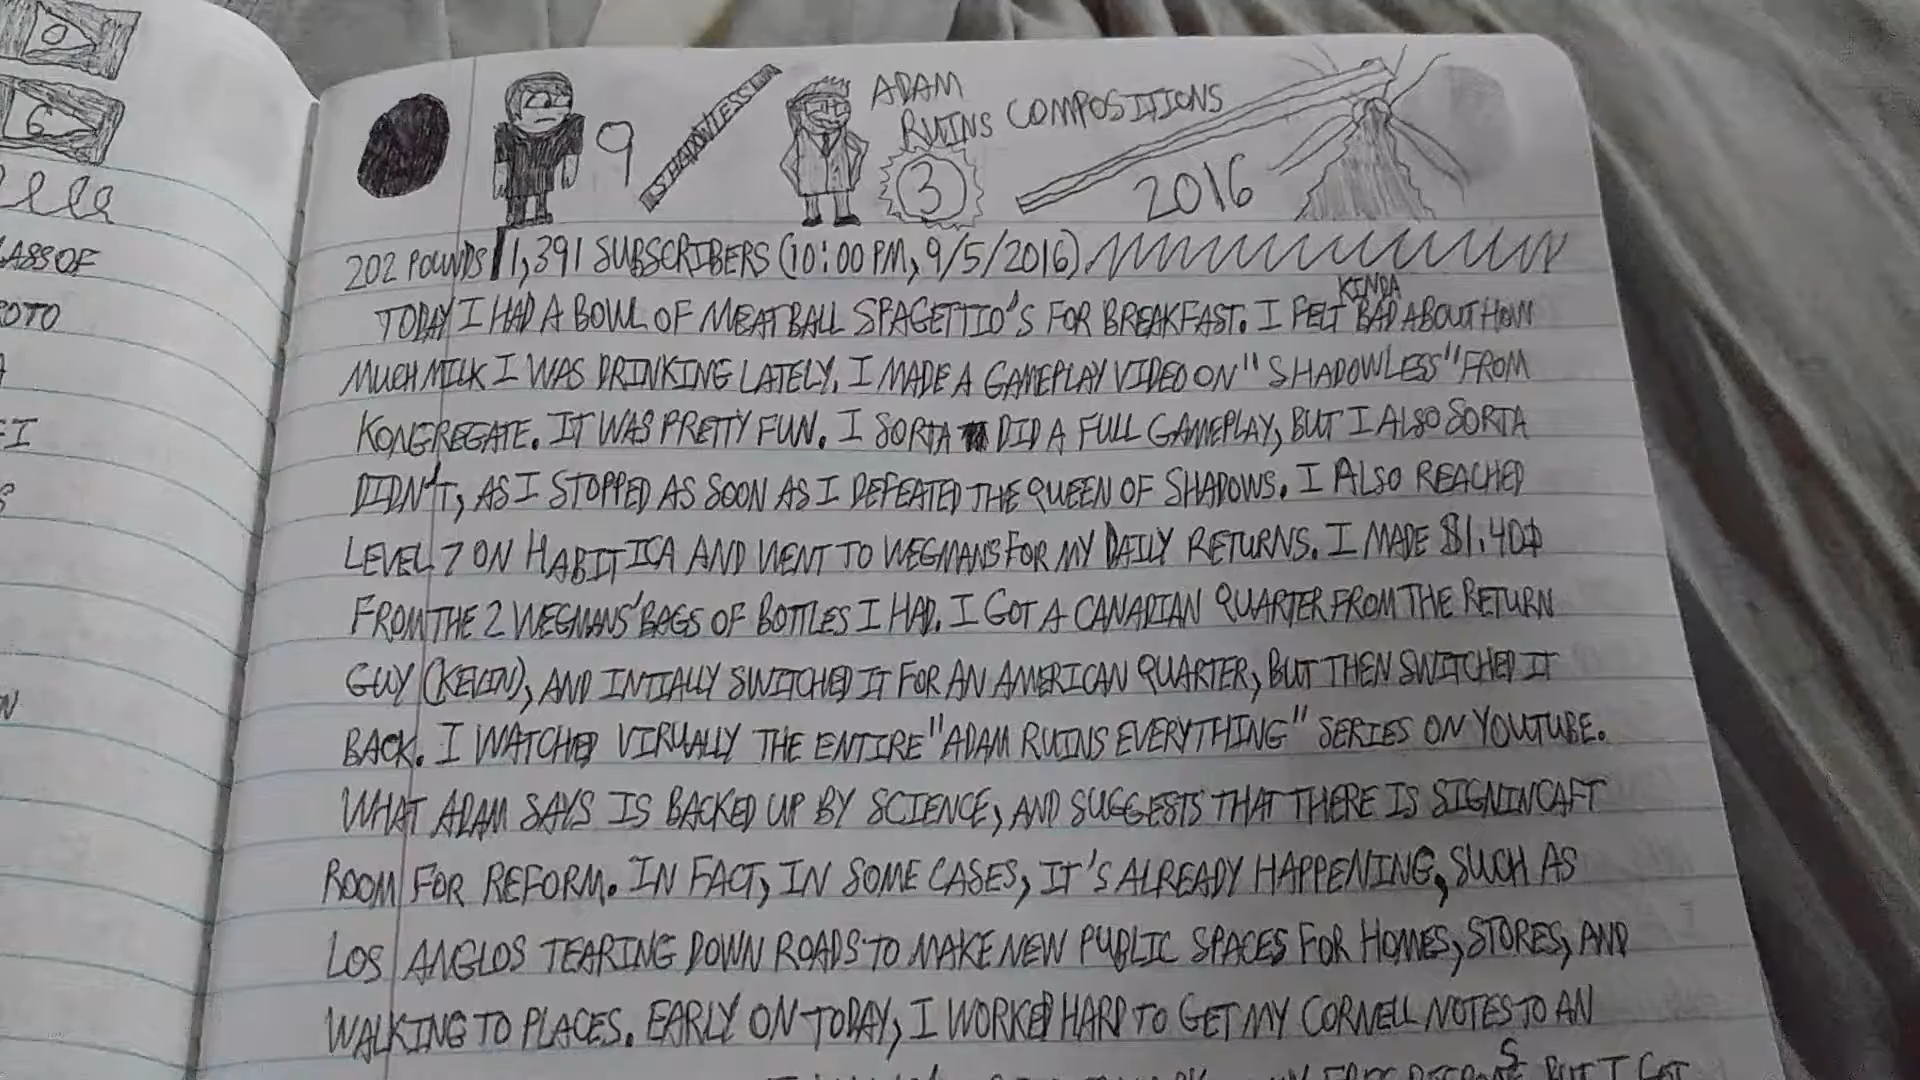 ADAM
RUINS COMPOSITIONS
9
SHADOWLESS
3
2016
202 POUNDS/1,391 SUBSCRIBERS (10:00 PM, 9/5/2016)
KINDA
TODAY I HAD A BOWL OF MEATBALL SPAGETTIO'S FOR BREAKFAST. I FELT BAD ABOUT HOW
MUCH MILK I WAS DRINKING LATELY. I MADE A GAMEPLAY VIDEO ON "SHADOWLESS" FROM
KONGREGATE. IT WAS PRETTY FUN. I SORTA DID A FULL GAMEPLAY, BUT I ALSO SORTA
DIDN'T, AS I STOPPED AS SOON AS I DEFEATED THE QUEEN OF SHADOWS. I ALSO REACHED
LEVEL 7 ON HABITICA AND WENT TO WEGMANS FOR MY DAILY RETURNS. I MADE $1.40¢
FROM THE 2 WEGMANS' BAGS OF BOTTLES I HAD. I GOT A CANADIAN QUARTER FROM THE RETURN
GUY (KEVIN), AND INTIALLY SWITCHED IT FOR AN AMERICAN QUARTER, BUT THEN SWITCHED IT
BACK. I WATCHED VIRUALLY THE ENTIRE "ADAM RUINS EVERYTHING" SERIES ON YOUTUBE.
WHAT ADAM SAYS IS BACKED UP BY SCIENCE, AND SUGGESTS THAT THERE IS SIGNINCAFT
ROOM FOR REFORM. IN FACT, IN SOME CASES, IT'S ALREADY HAPPENING, SUCH AS
LOS ANGLOS TEARING DOWN ROADS TO MAKE NEW PUBLIC SPACES FOR HOMES, STORES, AND
WALKING TO PLACES. EARLY ON TODAY, I WORKED HARD TO GET MY CORNELL NOTES TO AN
BUT I GOT